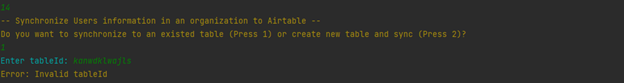 14
-- Synchronize Users information in an organization to Airtable --
Do you want to synchronize to an existed table (Press 1) or create new table and sync (Press 2)?
1
Enter tableId:
Error: Invalid tableId